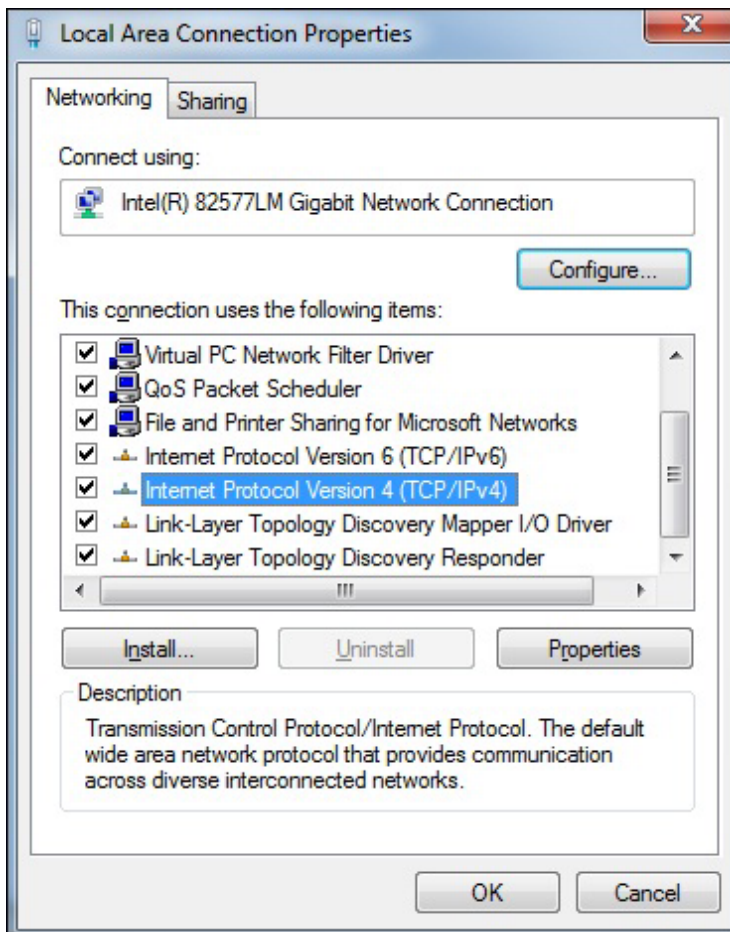 Local Area Connection Properties
Networking
Sharing
Connect using:
Intel(R) 82577LM Gigabit Network Connection
Configure...
This connection uses the following items:
Virtual PC Network Filter Driver
QoS Packet Scheduler
File and Printer Sharing for Microsoft Networks
Internet Protocol Version 6 (TCP/IPv6)
Internet Protocol Version 4 (TCP/IPv4)
Link-Layer Topology Discovery Mapper I/O Driver
Link-Layer Topology Discovery Responder
Install...
Uninstall
Properties
Description
Transmission Control Protocol/Internet Protocol. The default
wide area network protocol that provides communication
across diverse interconnected networks.
OK
Cancel